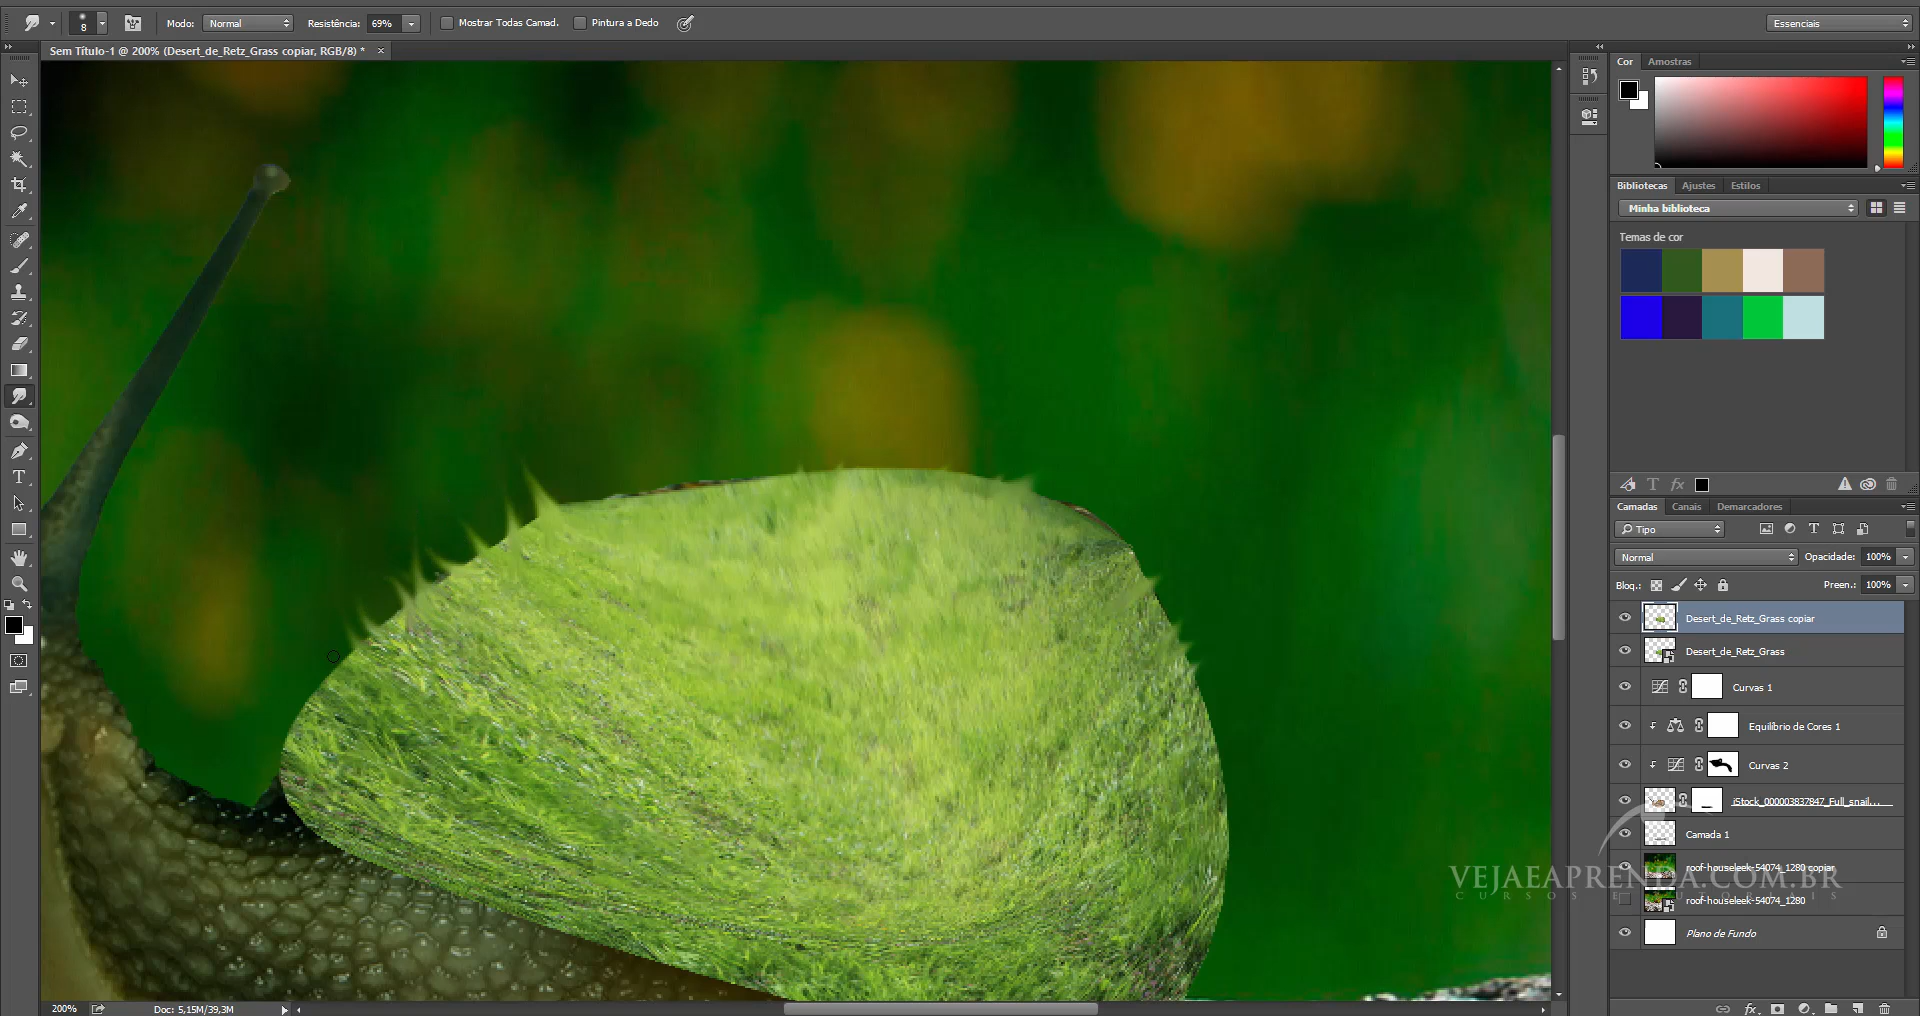 8
Modo: Normal
Resistência: 69%
Mostrar Todas Camad.
Pintura a Dedo
Essenciais
Sem Título-1 @ 200% (Desert_de_Retz_Grass copiar, RGB/8) *
Cor
Amostras
Bibliotecas
Ajustes
Estilos
Minha biblioteca
Temas de cor
Camadas
Canais
Demarcadores
Tipo
Normal
Opacidade: 100%
Bloq.:
Preen.: 100%
Desert_de_Retz_Grass copiar
Desert_de_Retz_Grass
Curvas 1
Equilíbrio de Cores 1
Curvas 2
iStock_000003837847_Full_snail...
Camada 1
roof-houseleek-54074_1280 copiar
VEJAEAPRENDA.COM.BR
roof-houseleek-54074_1280
Plano de Fundo
200%
Doc: 5,15M/39,3M